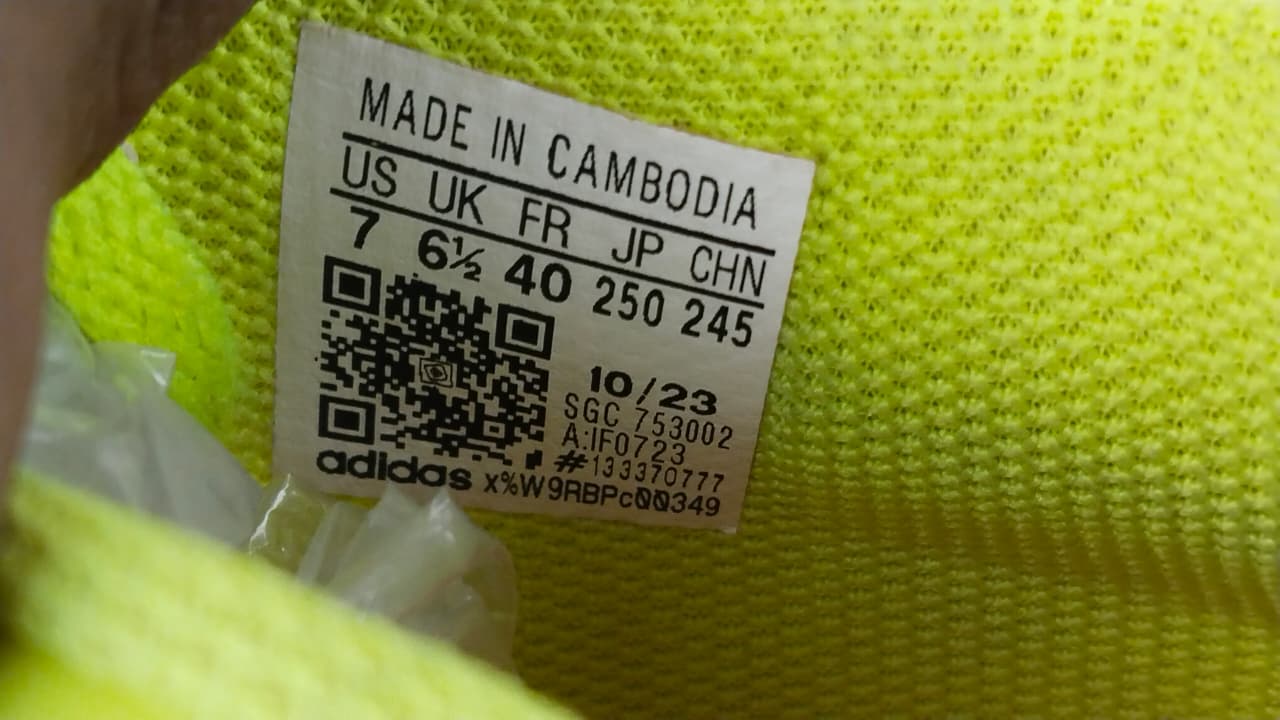 MADE IN CAMBODIA
US UK FR JP CHN
7 6½ 40 250 245
10/23
SGC 753002
A:IF0723
#133370777
adidas x%W9RBPc00349